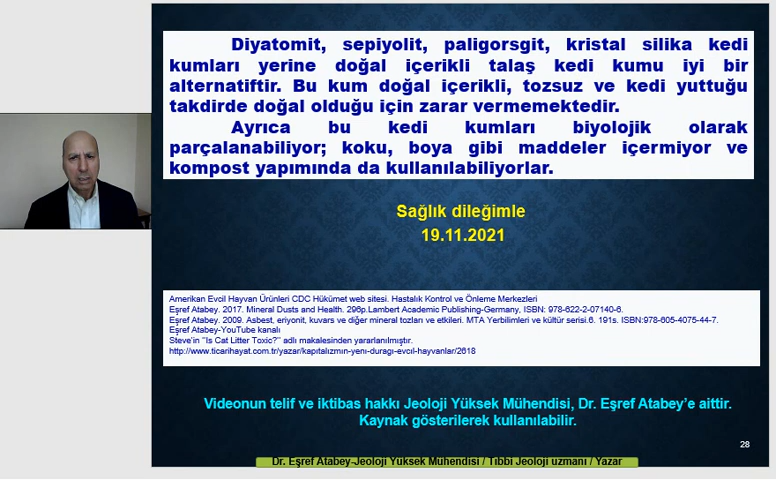 Diyatomit, sepiyolit, paligorsgit, kristal silika kedi
kumları yerine doğal içerikli talaş kedi kumu iyi bir
alternatiftir. Bu kum doğal içerikli, tozsuz ve kedi yuttuğu
takdirde doğal olduğu için zarar vermemektedir.
Ayrıca bu kedi kumları biyolojik olarak
parçalanabiliyor; koku, boya gibi maddeler içermiyor ve
kompost yapımında da kullanılabiliyorlar.
Sağlık dileğimle
19.11.2021
Amerikan Evcil Hayvan Ürünleri CDC Hükümet web sitesi. Hastalık Kontrol ve Önleme Merkezleri
Eşref Atabey. 2017. Mineral Dusts and Health. 296p.Lambert Academic Publishing-Germany, ISBN: 978-622-2-07140-6.
Eşref Atabey. 2009. Asbest, eriyonit, kuvars ve diğer mineral tozları ve etkileri. MTA Yerbilimleri ve kültür serisi.6. 191s. ISBN:978-605-4075-44-7.
Eşref Atabey-YouTube kanalı
Steve'in "Is Cat Litter Toxic?" adlı makalesinden yararlanılmıştır.
http://www.ticarihayat.com.tr/yazar/kapıtalızmın-yenı-duragı-evcıl-hayvanlar/2618
Videonun telif ve iktibas hakkı Jeoloji Yüksek Mühendisi, Dr. Eşref Atabey'e aittir.
Kaynak gösterilerek kullanılabilir.
28
Dr. Eşref Atabey-Jeoloji Yüksek Mühendisi / Tıbbi Jeoloji uzmanı / Yazar